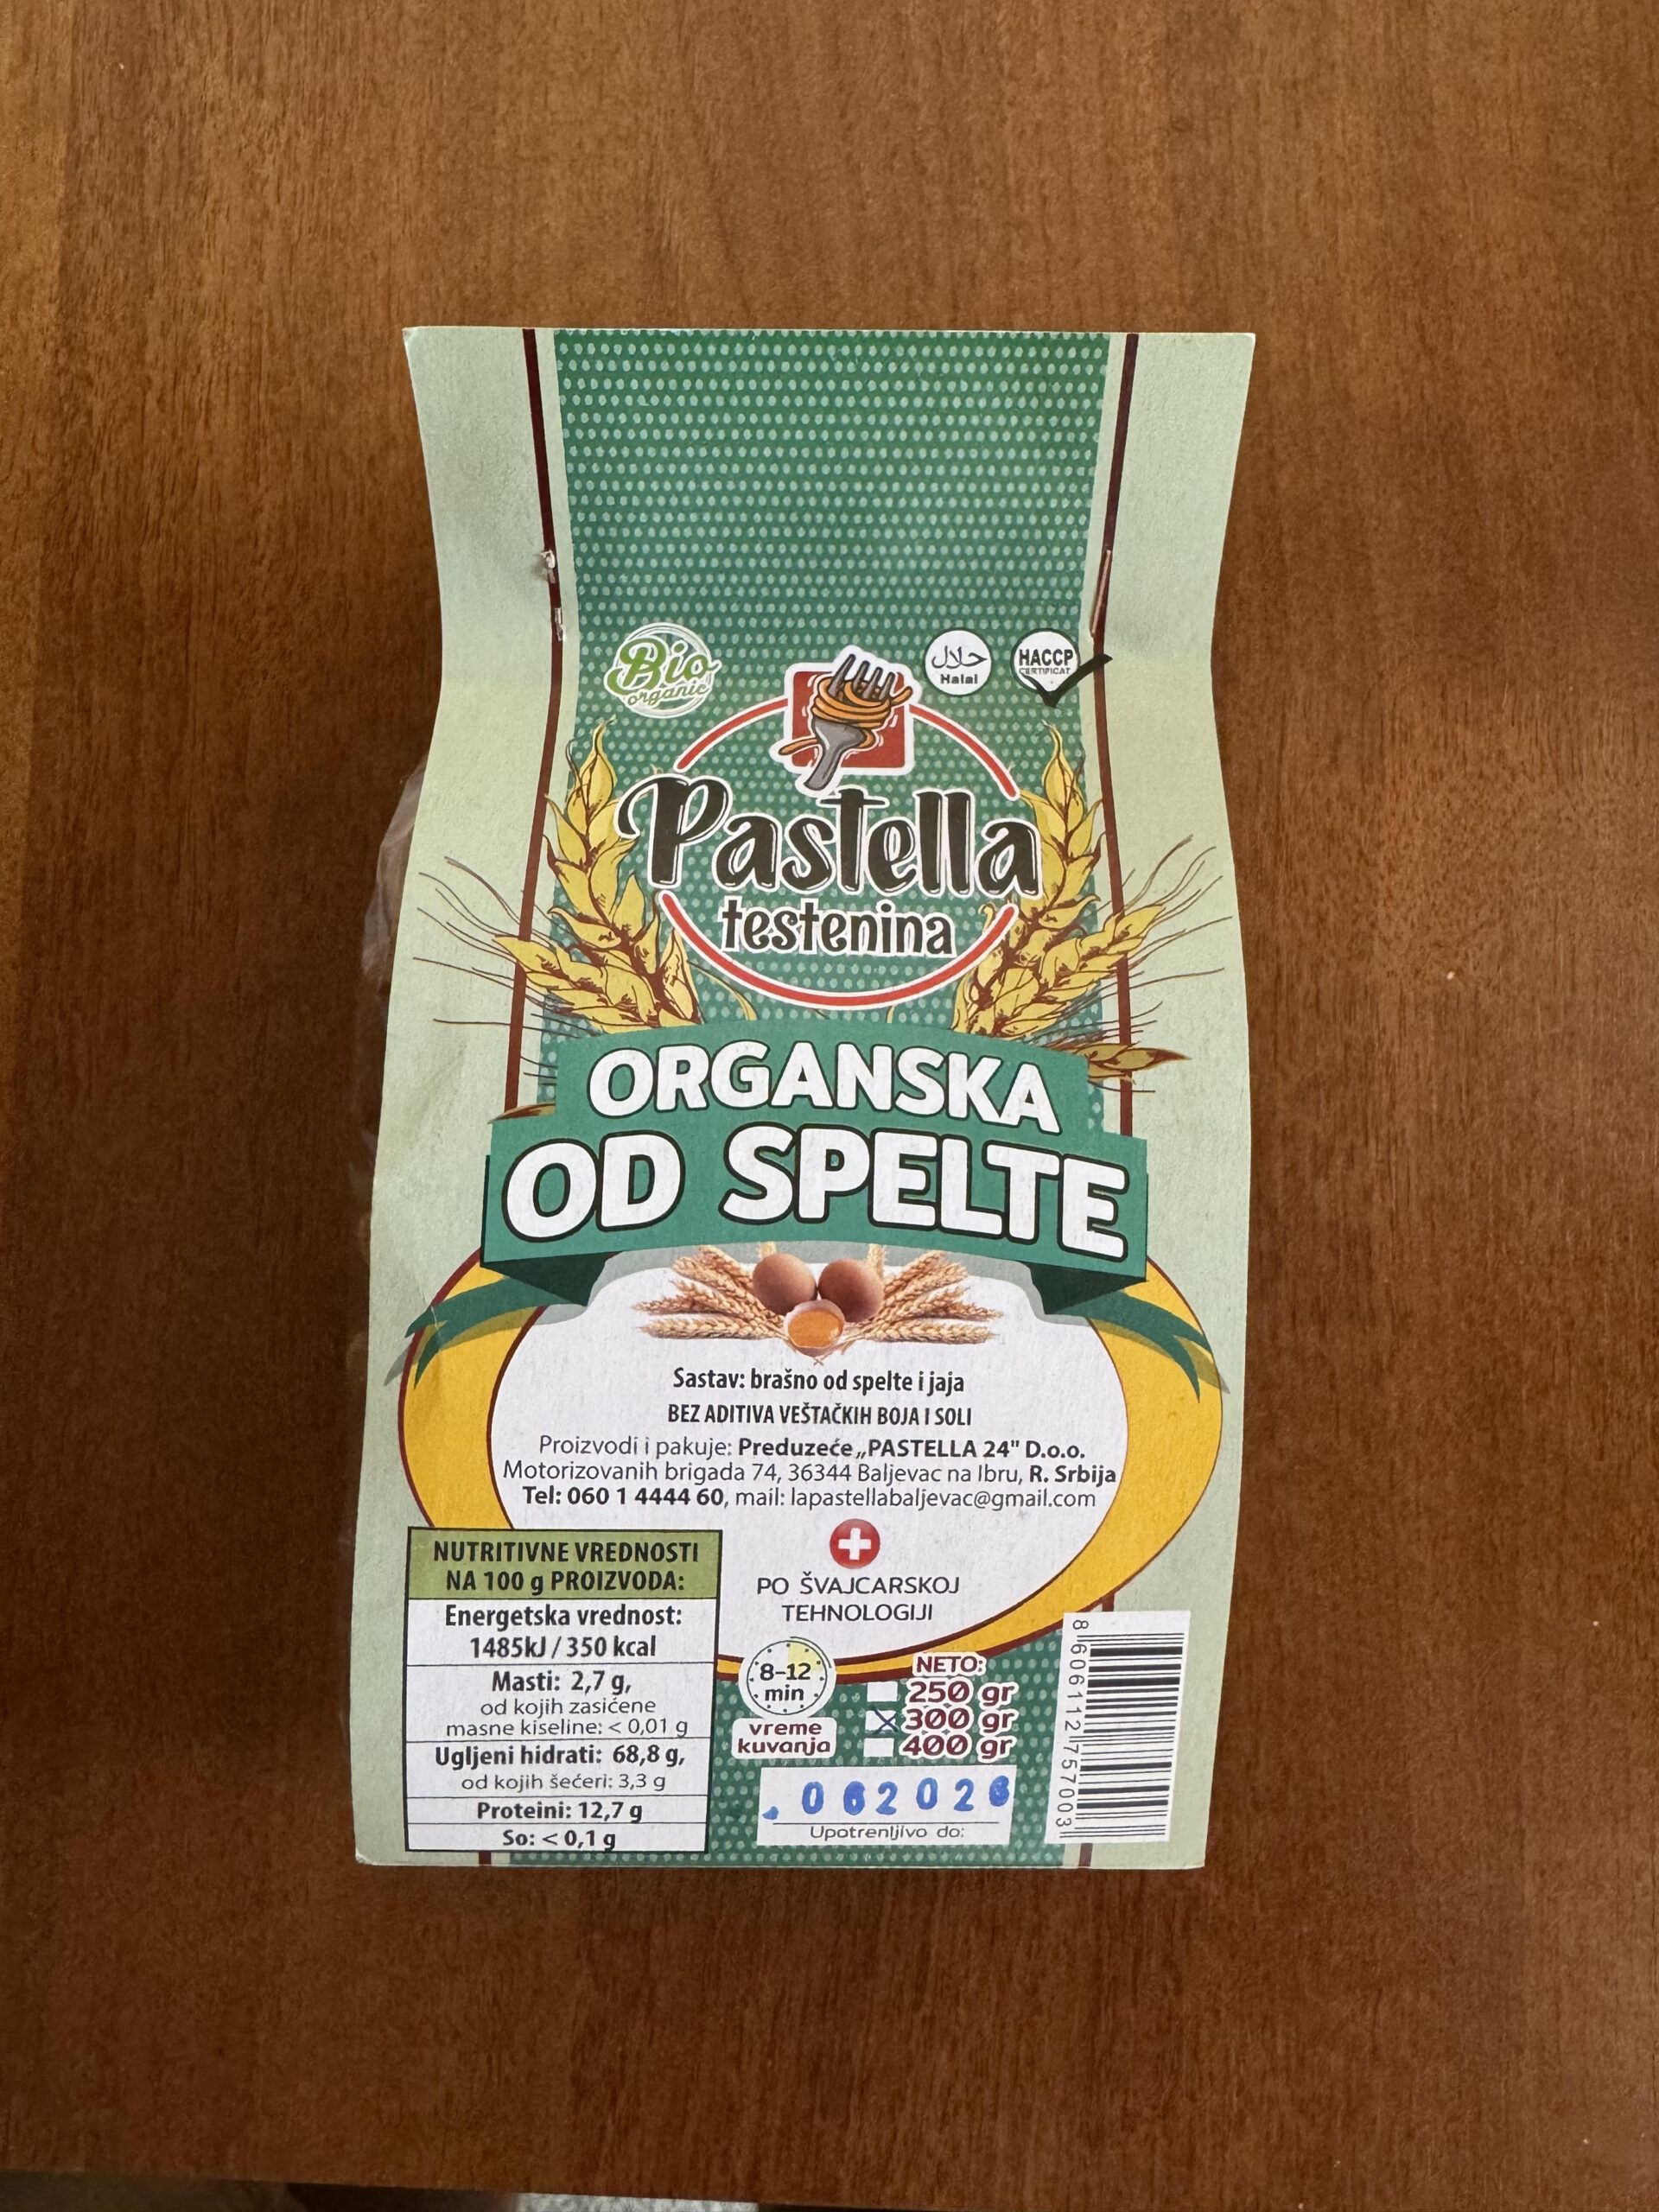 Bio
organic
حلال
Halal
HACCP
CERTIFICAT
Pastella
testenina
ORGANSKA
OD SPELTE
Sastav: brašno od spelte i jaja
BEZ ADITIVA VEŠTAČKIH BOJA I SOLI
Proizvodi i pakuje: Preduzeće „PASTELLA 24" D.o.o.
Motorizovanih brigada 74, 36344 Baljevac na Ibru, R. Srbija
Tel: 060 1 4444 60, mail: lapastellabaljevac@gmail.com
NUTRITIVNE VREDNOSTI
NA 100 g PROIZVODA:
Energetska vrednost:
1485kJ / 350 kcal
Masti: 2,7 g,
od kojih zasićene
masne kiseline: < 0,01 g
Ugljeni hidrati: 68,8 g,
od kojih šećeri: 3,3 g
Proteini: 12,7 g
So: < 0,1 g
PO ŠVAJCARSKOJ
TEHNOLOGIJI
8-12
min
vreme
kuvanja
NETO:
250 gr
300 gr
400 gr
. 062026
Upotrenljivo do:
8 606112 757003